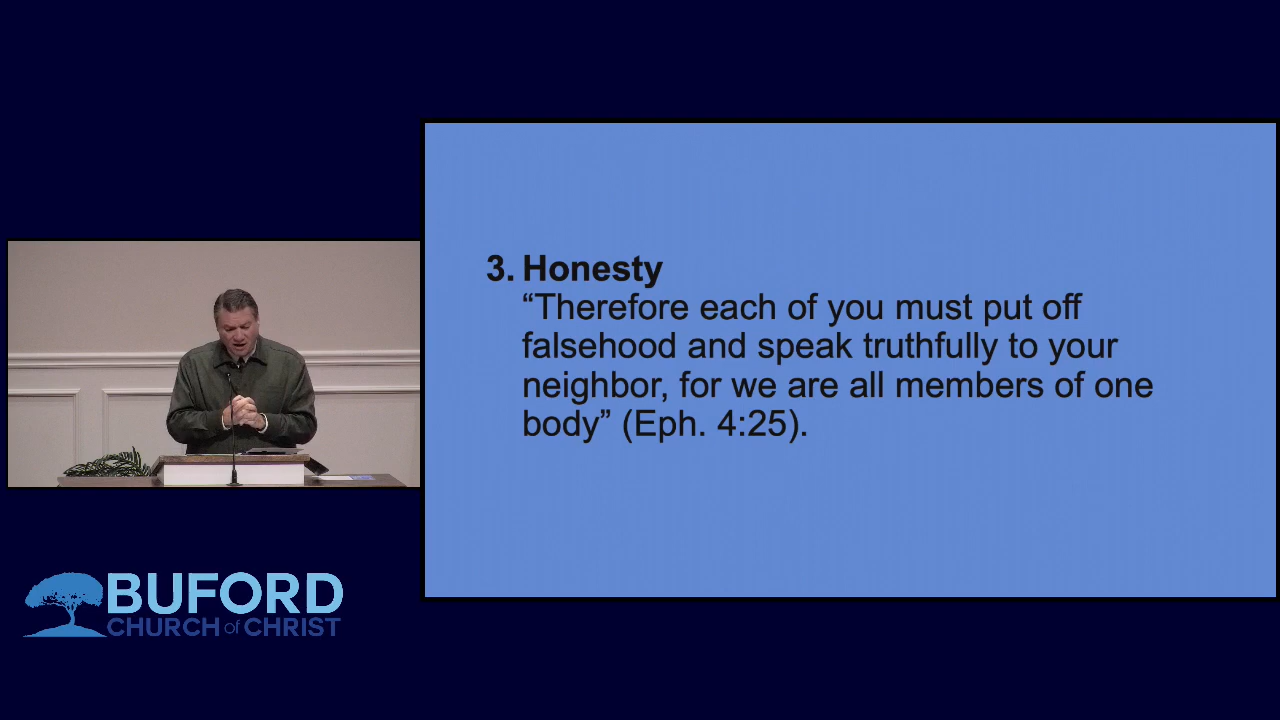 3. Honesty
“Therefore each of you must put off
falsehood and speak truthfully to your
neighbor, for we are all members of one
body” (Eph. 4:25).
BUFORD
CHURCH of CHRIST